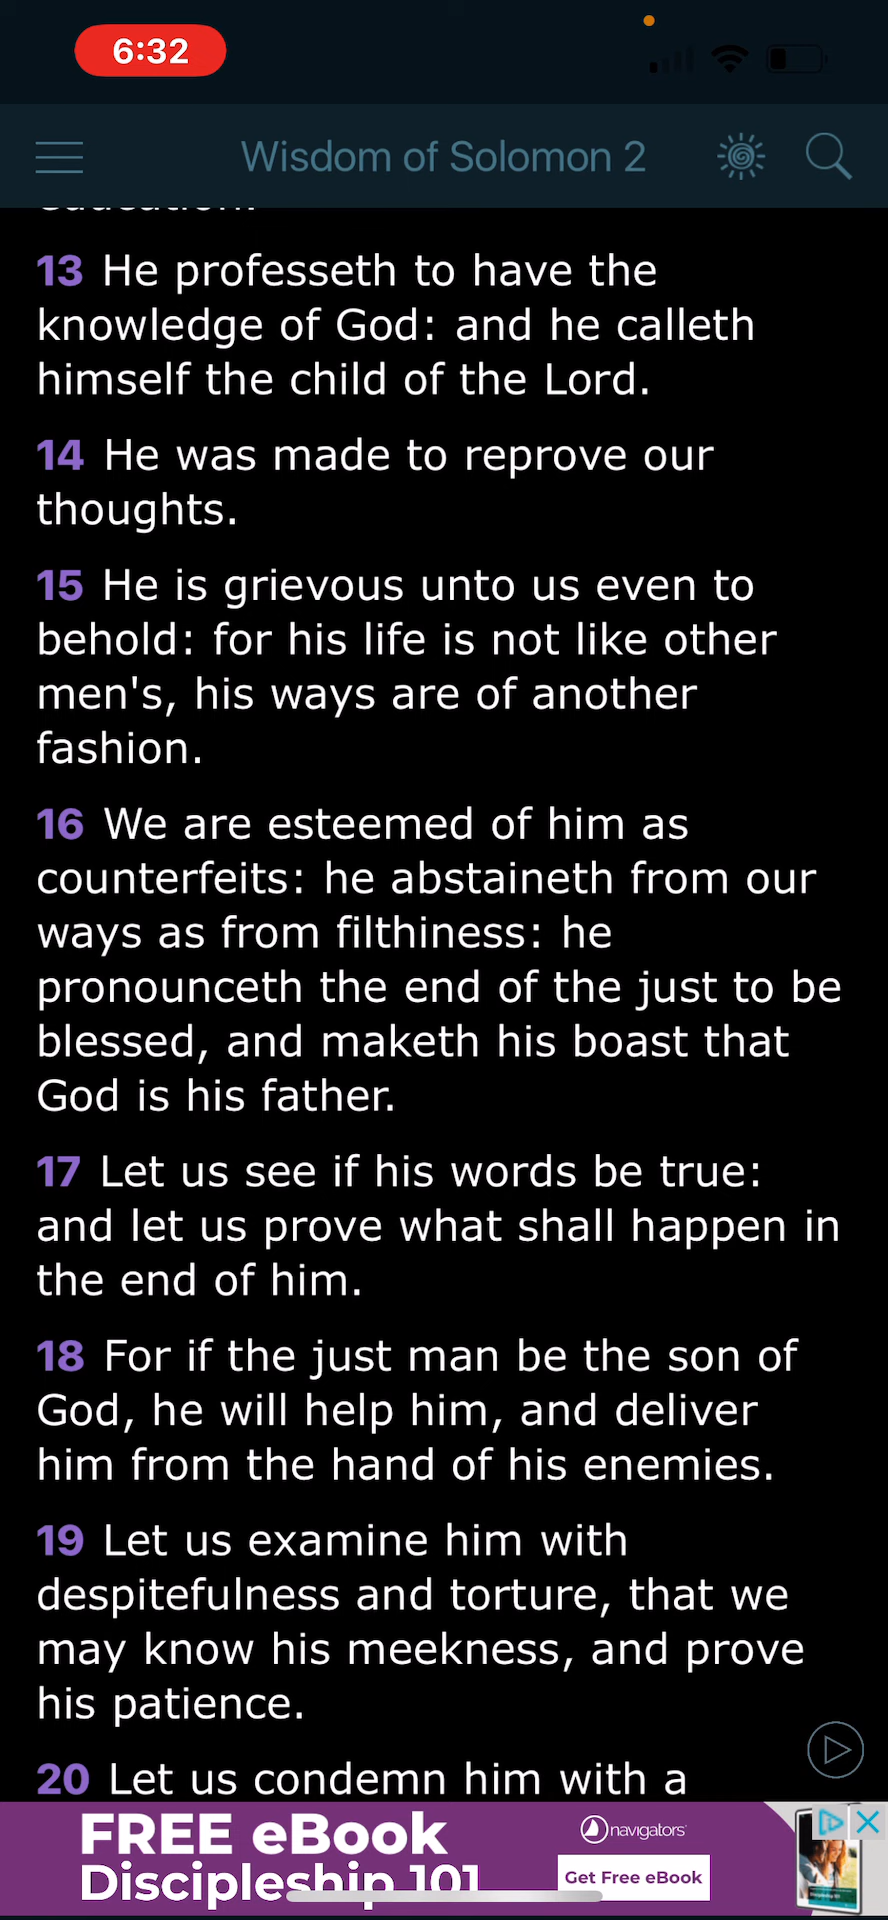 6:32
Wisdom of Solomon 2
13 He professeth to have the
knowledge of God: and he calleth
himself the child of the Lord.
14 He was made to reprove our
thoughts.
15 He is grievous unto us even to
behold: for his life is not like other
men's, his ways are of another
fashion.
16 We are esteemed of him as
counterfeits: he abstaineth from our
ways as from filthiness: he
pronounceth the end of the just to be
blessed, and maketh his boast that
God is his father.
17 Let us see if his words be true:
and let us prove what shall happen in
the end of him.
18 For if the just man be the son of
God, he will help him, and deliver
him from the hand of his enemies.
19 Let us examine him with
despitefulness and torture, that we
may know his meekness, and prove
his patience.
20 Let us condemn him with a
FREE eBook
Discipleship 101
navigators
Get Free eBook